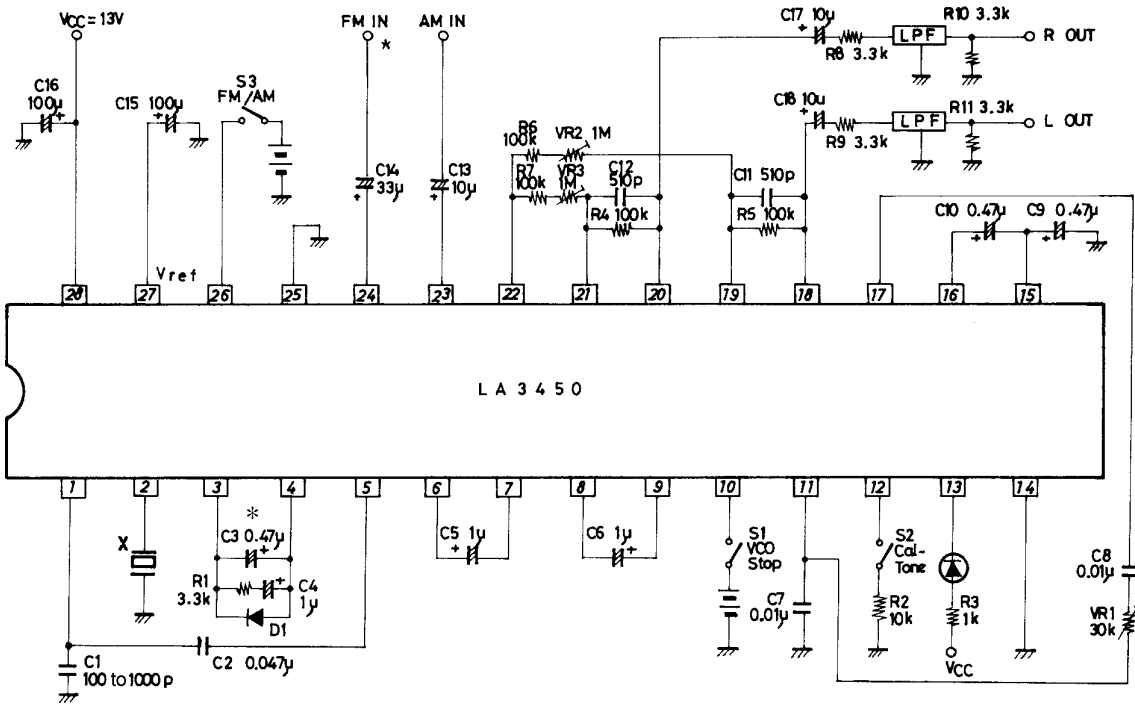 VCC = 13V
FM IN
*
AM IN
C17 10µ
R8 3.3k
LPF
R10 3.3k
R OUT
C16
100µ
+
C15 100µ
+
S3
FM/AM
C18 10µ
R9 3.3k
LPF
R11 3.3k
L OUT
R6
100k
VR2 1M
R7
100k
VR3
1M
C12
510p
R4 100k
C11 510p
R5 100k
C14
33µ
+
C13
10µ
+
C10 0.47µ
+
C9 0.47µ
+
Vref
28 27 26 25 24 23 22 21 20 19 18 17 16 15
LA3450
1 2 3 4 5 6 7 8 9 10 11 12 13 14
X
*
C3 0.47µ
+
R1
3.3k
+
C4
1µ
D1
C1
100 to 1000p
C2 0.047µ
C5 1µ
+
C6 1µ
+
S1
VCO
Stop
C7
0.01µ
S2
Cal-
Tone
R2
10k
R3
1k
VCC
C8
0.01µ
VR1
30k